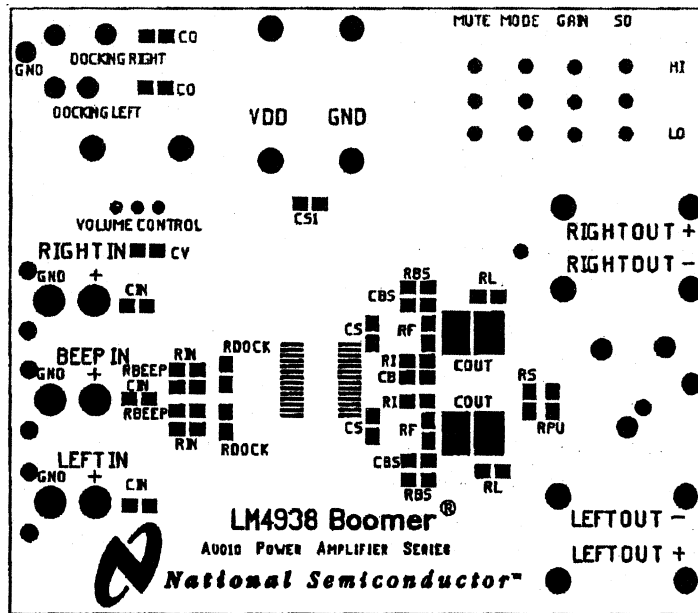 MUTE MODE GAIN SD
CO
GND
DOCKING RIGHT
HI
CO
DOCKING LEFT
VDD GND
LO
CS1
VOLUME CONTROL
RIGHT IN CV
RIGHTOUT +
RIGHTOUT -
GND +
CIN
RBS
RL
CBS
CS
RF
BEEP IN
RIN
RDOCK
RI
COUT
GND +
RBEEP
CB
RS
CIN
RBEEP
RI
COUT
RIN
CS
RF
RPU
RDOCK
LEFT IN
CBS
GND +
CIN
RBS
RL
LM4938 Boomer®
LEFTOUT -
AUDIO POWER AMPLIFIER SERIES
LEFTOUT +
National Semiconductor™